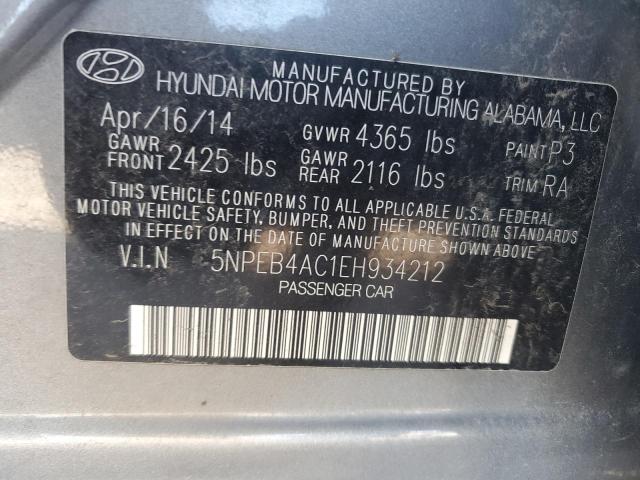 MANUFACTURED BY
HYUNDAI MOTOR MANUFACTURING ALABAMA, LLC
Apr/16/14 GVWR 4365 lbs PAINT P3
GAWR FRONT 2425 lbs GAWR REAR 2116 lbs TRIM RA
THIS VEHICLE CONFORMS TO ALL APPLICABLE U.S.A. FEDERAL
MOTOR VEHICLE SAFETY, BUMPER, AND THEFT PREVENTION STANDARDS
IN EFFECT ON THE DATE OF MANUFACTURE SHOWN ABOVE
V.I.N 5NPEB4AC1EH934212
PASSENGER CAR